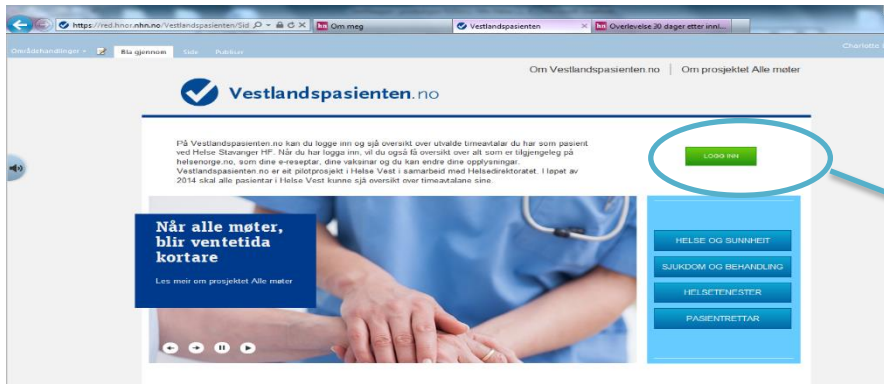 https://red.hnor.nhn.no/Vestlandspasienten/Sid
Om meg
Vestlandspasienten
Overlevelse 30 dager etter innl...
Områdehandlinger
Bla gjennom
Side
Publiser
Charlotte
Om Vestlandspasienten.no | Om prosjektet Alle møter
Vestlandspasienten.no
På Vestlandspasienten.no kan du logge inn og sjå oversikt over utvalde timeavtalar du har som pasient
ved Helse Stavanger HF. Når du har logga inn, vil du også få oversikt over alt som er tilgjengeleg på
helsenorge.no, som dine e-reseptar, dine vaksinar og du kan endre dine opplysningar.
Vestlandspasienten.no er eit pilotprosjekt i Helse Vest i samarbeid med Helsedirektoratet. I løpet av
2014 skal alle pasientar i Helse Vest kunne sjå oversikt over timeavtalane sine.
LOGG INN
Når alle møter,
blir ventetida
kortare
Les meir om prosjektet Alle møter
HELSE OG SUNNHEIT
SJUKDOM OG BEHANDLING
HELSETENESTER
PASIENTRETTAR